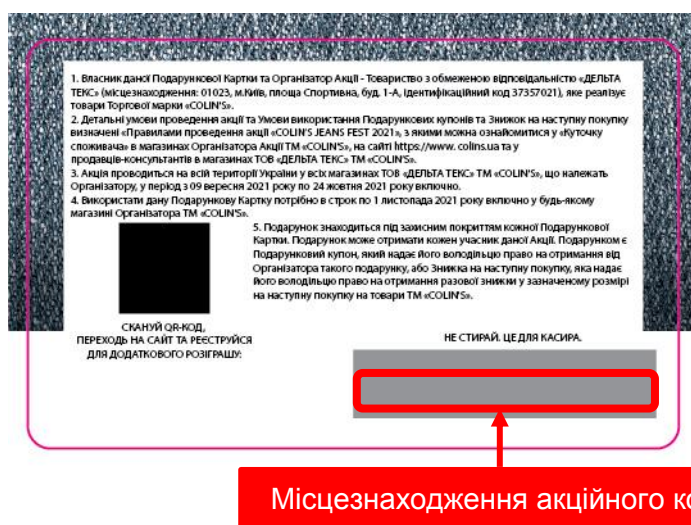 1. Власник даної Подарункової Картки та Організатор Акції - Товариство з обмеженою відповідальністю «ДЕЛЬТА
ТЕКС» (місцезнаходження: 01023, м.Київ, площа Спортивна, буд. 1-А, ідентифікаційний код 37357021), яке реалізує
товари Торгової марки «COLIN'S».
2. Детальні умови проведення акції та Умови використання Подарункових купонів та Знижок на наступну покупку
визначені «Правилами проведення акції «COLIN'S JEANS FEST 2021», з якими можна ознайомитися у «Куточку
споживача» в магазинах Організатора Акції ТМ «COLIN'S», на сайті https://www. colins.ua та у
продавців-консультантів в магазинах ТОВ «ДЕЛЬТА ТЕКС» ТМ «COLIN'S».
3. Акція проводиться на всій території України у всіх магазинах ТОВ «ДЕЛЬТА ТЕКС» ТМ «COLIN'S», що належать
Організатору, у період з 09 вересня 2021 року по 24 жовтня 2021 року включно.
4. Використати дану Подарункову Картку потрібно в строк по 1 листопада 2021 року включно у будь-якому
магазині Організатора ТМ «COLIN'S».
5. Подарунок знаходиться під захисним покриттям кожної Подарункової
Картки. Подарунок може отримати кожен учасник даної Акції. Подарунком є
Подарунковий купон, який надає його володільцю право на отримання від
Організатора такого подарунку, або Знижка на наступну покупку, яка надає
його володільцю право на отримання разової знижки у зазначеному розмірі
на наступну покупку на товари ТМ «COLIN'S».
СКАНУЙ QR-КОД,
ПЕРЕХОДЬ НА САЙТ ТА РЕЄСТРУЙСЯ
ДЛЯ ДОДАТКОВОГО РОЗІГРАШУ:
НЕ СТИРАЙ. ЦЕ ДЛЯ КАСИРА.
Місцезнаходження акційного